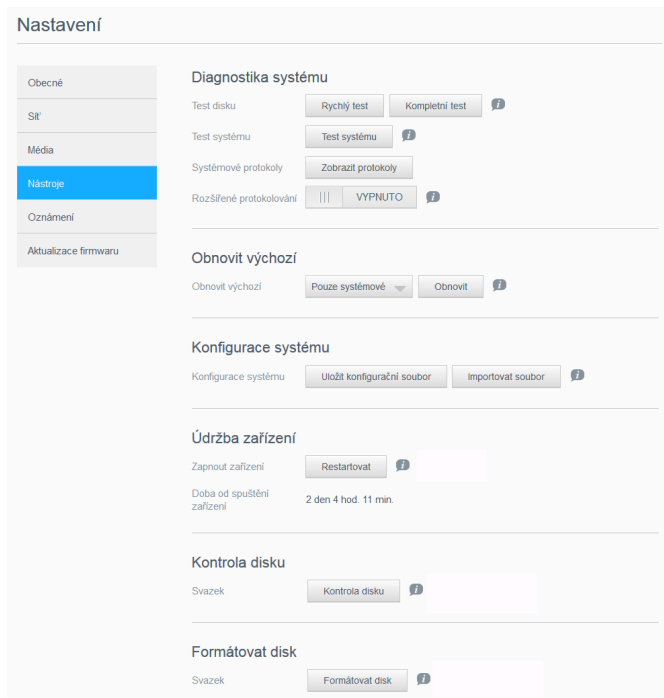 Nastavení
Obecné
Síť
Média
Nástroje
Oznámení
Aktualizace firmwaru
Diagnostika systému
Test disku Rychlý test Kompletní test i
Test systému Test systému i
Systémové protokoly Zobrazit protokoly
Rozšířené protokolování VYPNUTO i
Obnovit výchozí
Obnovit výchozí Pouze systémové Obnovit i
Konfigurace systému
Konfigurace systému Uložit konfigurační soubor Importovat soubor i
Údržba zařízení
Zapnout zařízení Restartovat i
Doba od spuštění
zařízení
2 den 4 hod. 11 min.
Kontrola disku
Svazek Kontrola disku i
Formátovat disk
Svazek Formátovat disk i